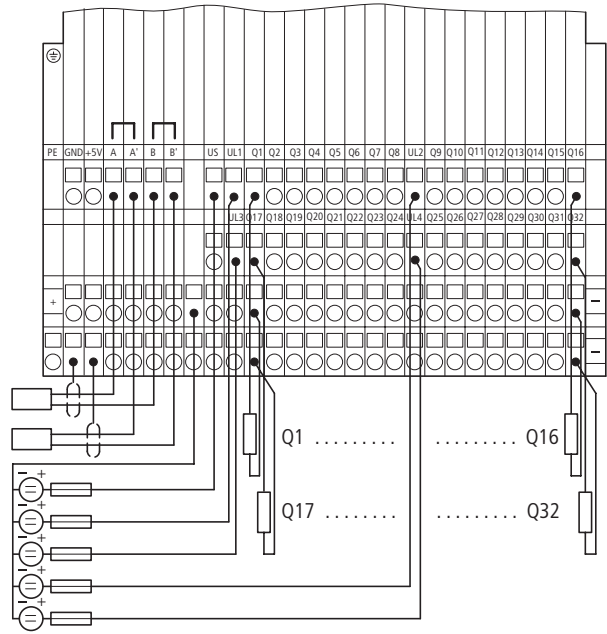 PE GND +5V A A' B B' US UL1 Q1 Q2 Q3 Q4 Q5 Q6 Q7 Q8 UL2 Q9 Q10 Q11 Q12 Q13 Q14 Q15 Q16
UL3 Q17 Q18 Q19 Q20 Q21 Q22 Q23 Q24 UL4 Q25 Q26 Q27 Q28 Q29 Q30 Q31 Q32
+ –
–
Q1 ......... ......... Q16
– +
Q17 ........ ......... Q32
– +
– +
– +
– +